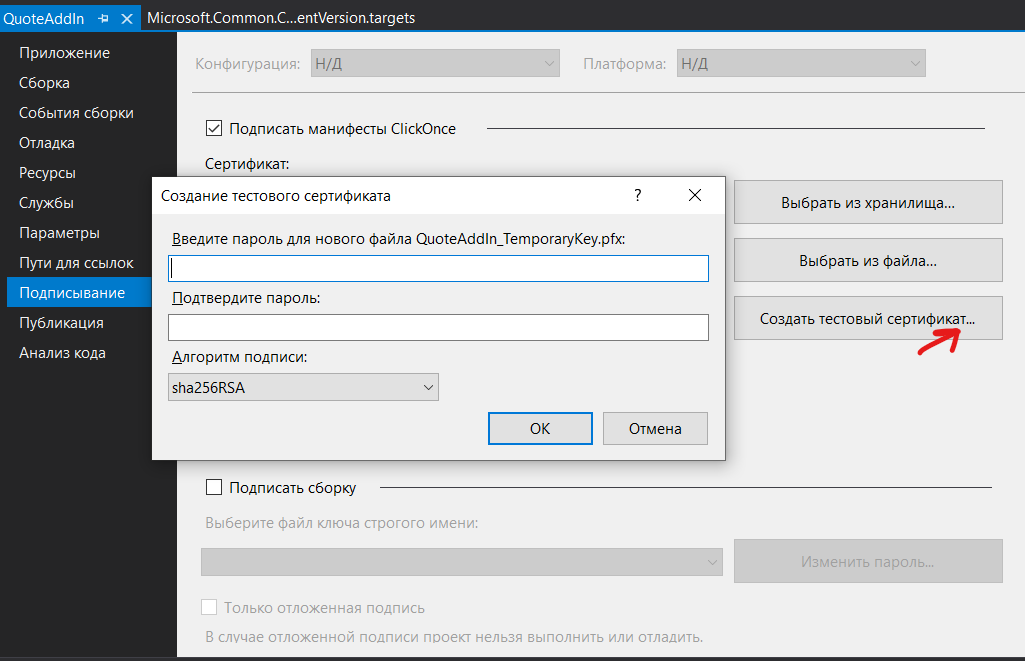 QuoteAddIn
Microsoft.Common.C...entVersion.targets
Приложение
Сборка
События сборки
Отладка
Ресурсы
Службы
Параметры
Пути для ссылок
Подписывание
Публикация
Анализ кода
Конфигурация: Н/Д Платформа: Н/Д
Подписать манифесты ClickOnce
Сертификат:
Создание тестового сертификата ?
Введите пароль для нового файла QuoteAddIn_TemporaryKey.pfx:
Подтвердите пароль:
Алгоритм подписи:
sha256RSA
ОК Отмена
Выбрать из хранилища...
Выбрать из файла...
Создать тестовый сертификат...
Подписать сборку
Выберите файл ключа строгого имени:
Изменить пароль...
Только отложенная подпись
В случае отложенной подписи проект нельзя выполнить или отладить.